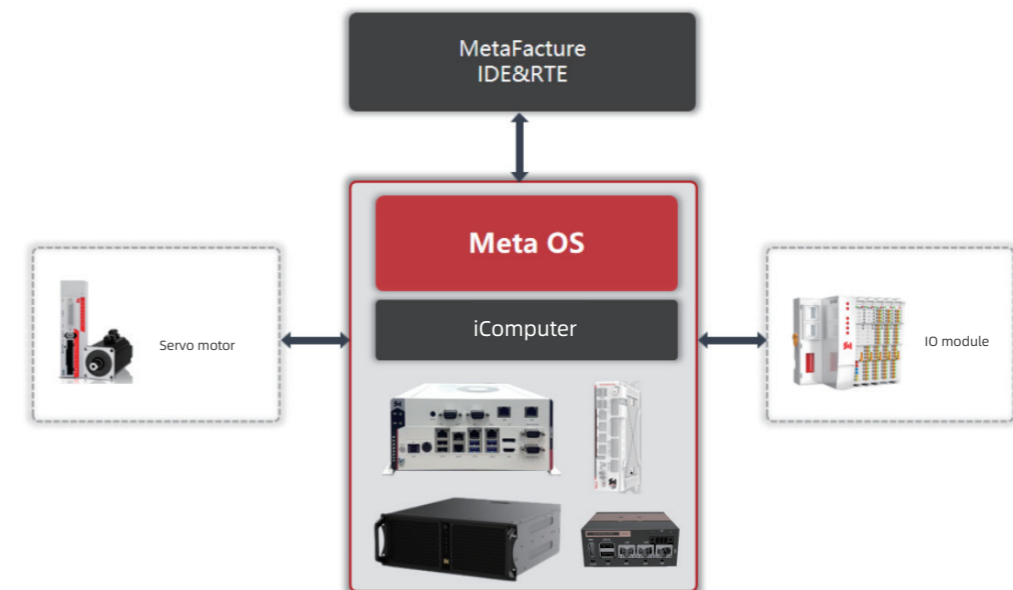 MetaFacture
IDE&RTE
Meta OS
iComputer
Servo motor
IO module